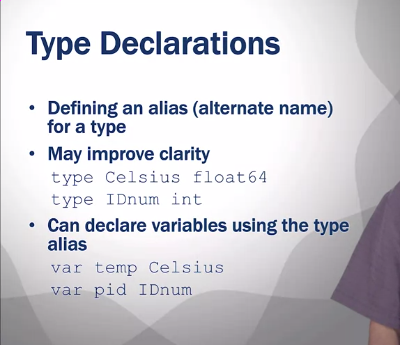 Type Declarations
• Defining an alias (alternate name)
for a type
• May improve clarity
type Celsius float64
type IDnum int
• Can declare variables using the type
alias
var temp Celsius
var pid IDnum